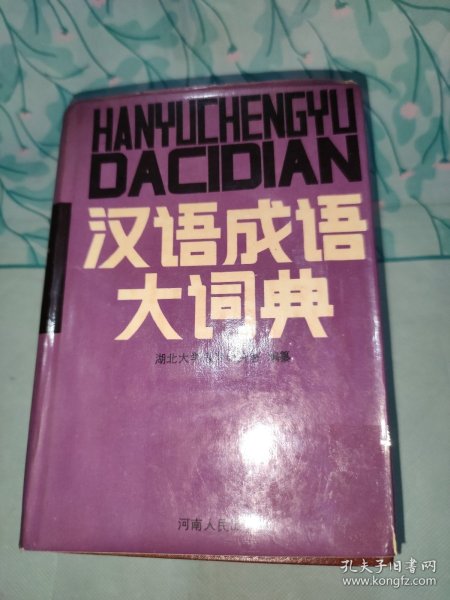 HANYUCHENGYU
DACIDIAN
汉语成语
大词典
湖北大学 编纂
河南人民
孔夫子旧书网
www.kongfz.com